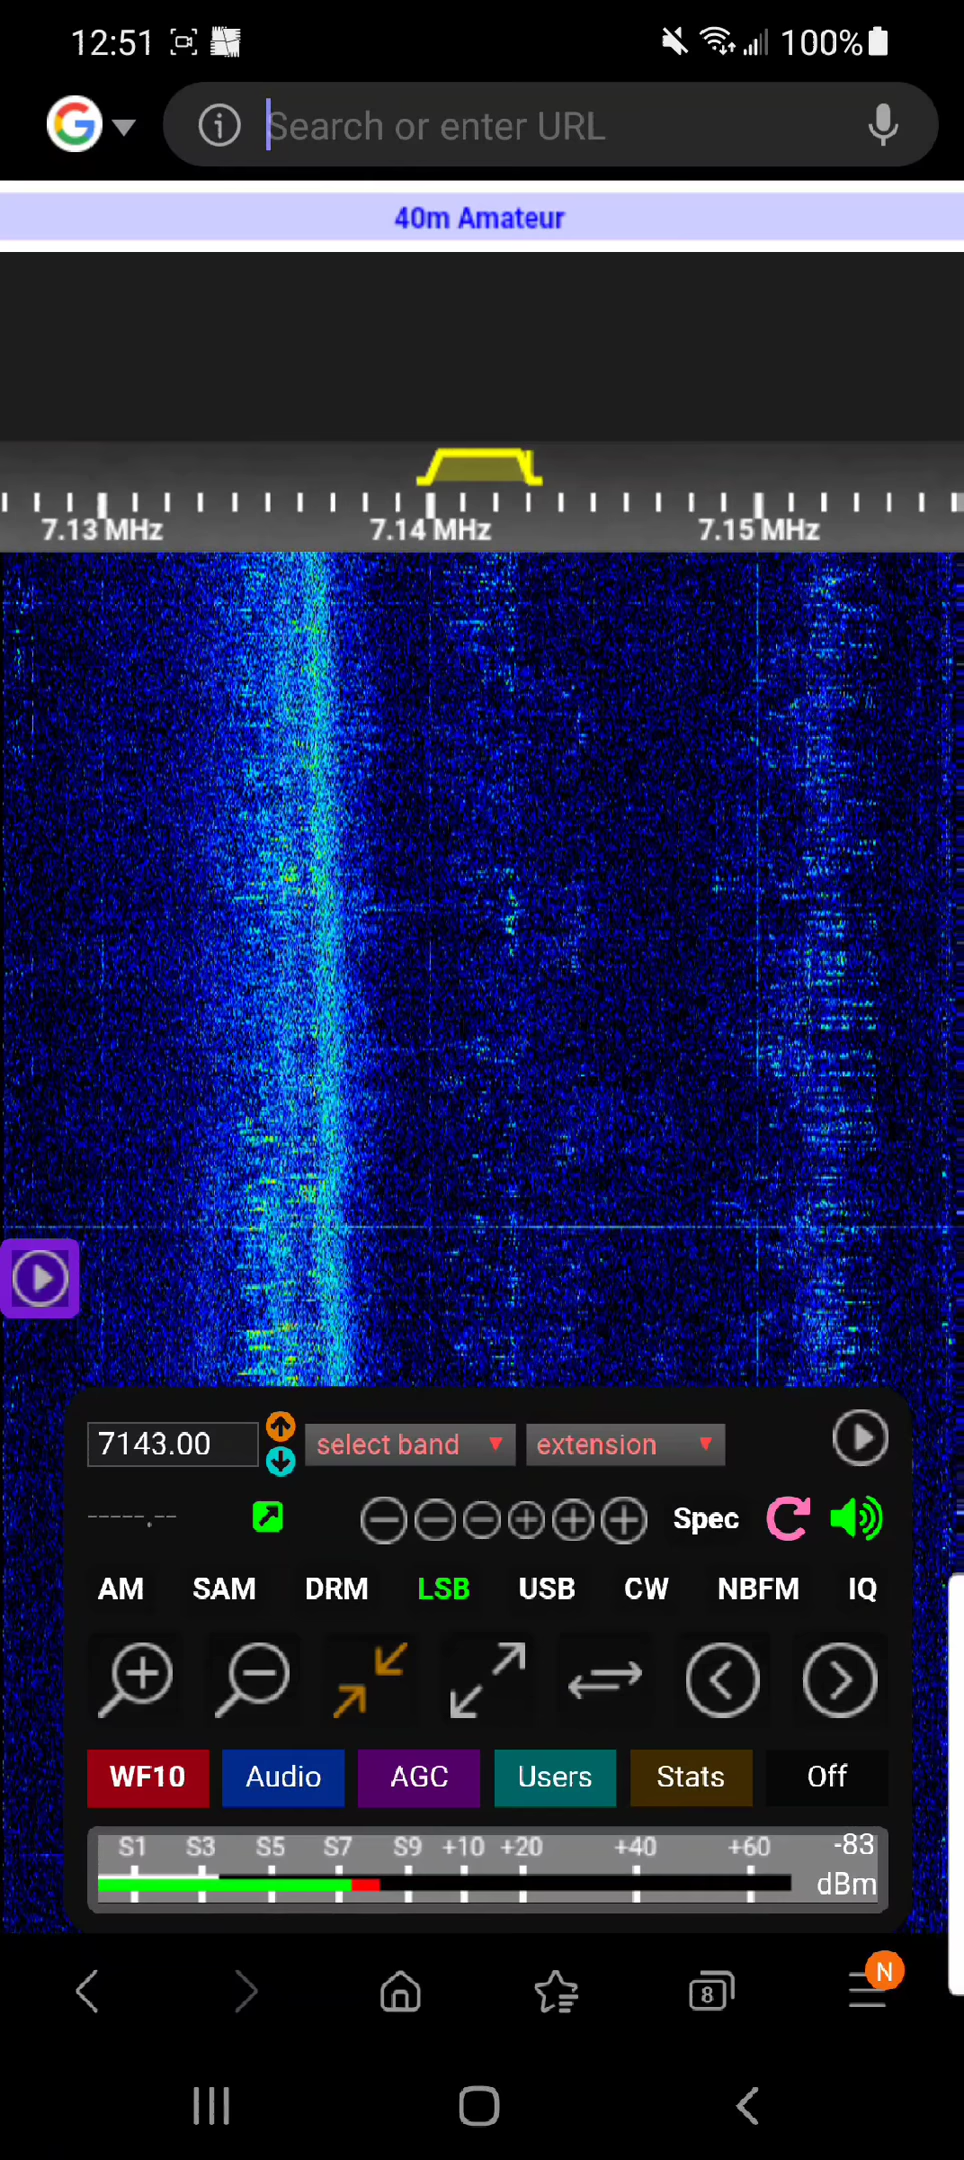 12:51 100%
Search or enter URL
40m Amateur
7.13 MHz 7.14 MHz 7.15 MHz
7143.00 select band extension
-----.-- Spec
AM SAM DRM LSB USB CW NBFM IQ
WF10 Audio AGC Users Stats Off
S1 S3 S5 S7 S9 +10 +20 +40 +60 -83
dBm
8 N